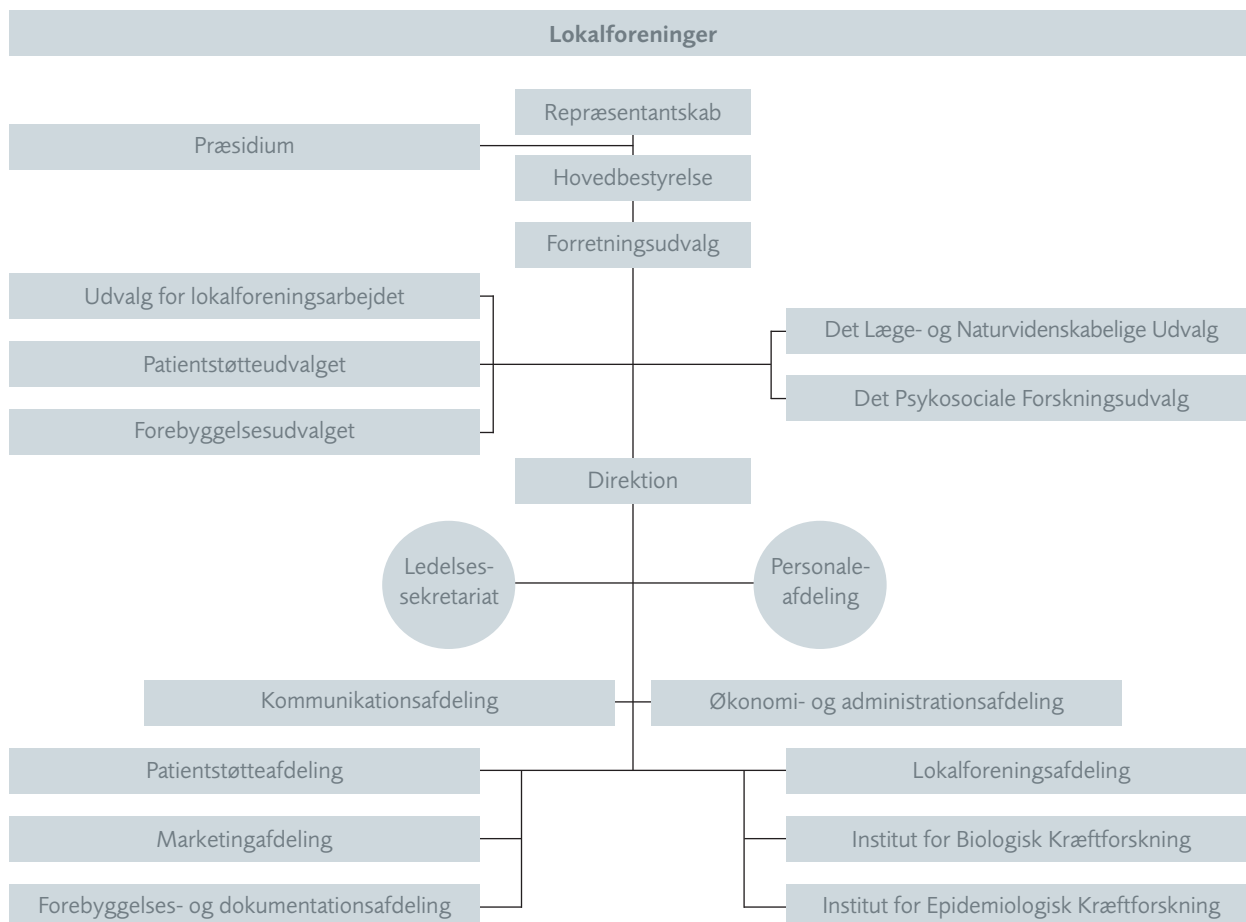 Lokalforeninger
Repræsentantskab
Præsidium
Hovedbestyrelse
Forretningsudvalg
Udvalg for lokalforeningsarbejdet
Det Læge- og Naturvidenskabelige Udvalg
Patientstøtteudvalget
Det Psykosociale Forskningsudvalg
Forebyggelsesudvalget
Direktion
Ledelses-
sekretariat
Personale-
afdeling
Kommunikationsafdeling
Økonomi- og administrationsafdeling
Patientstøtteafdeling
Lokalforeningsafdeling
Marketingafdeling
Institut for Biologisk Kræftforskning
Forebyggelses- og dokumentationsafdeling
Institut for Epidemiologisk Kræftforskning